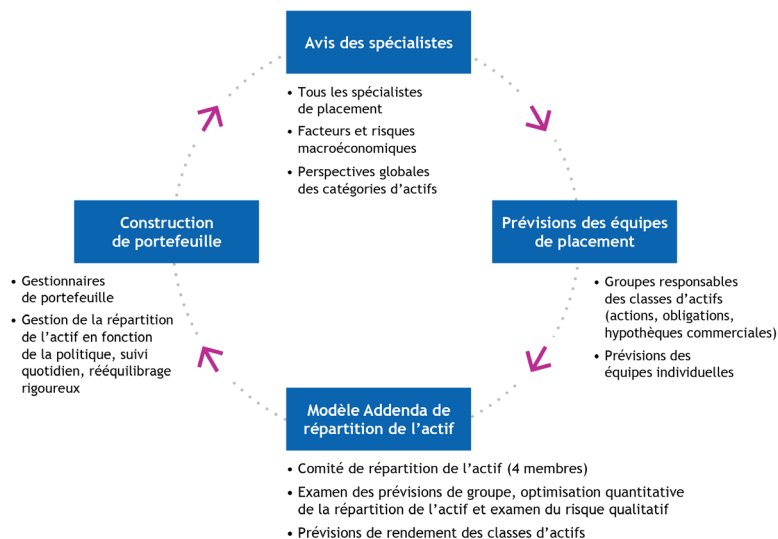 Avis des spécialistes
• Tous les spécialistes
de placement
• Facteurs et risques
macroéconomiques
• Perspectives globales
des catégories d’actifs
Prévisions des équipes
de placement
• Groupes responsables
des classes d’actifs
(actions, obligations,
hypothèques commerciales)
• Prévisions des
équipes individuelles
Modèle Addenda de
répartition de l’actif
• Comité de répartition de l’actif (4 membres)
• Examen des prévisions de groupe, optimisation quantitative
de la répartition de l’actif et examen du risque qualitatif
• Prévisions de rendement des classes d’actifs
Construction
de portefeuille
• Gestionnaires
de portefeuille
• Gestion de la répartition
de l’actif en fonction
de la politique, suivi
quotidien, rééquilibrage
rigoureux